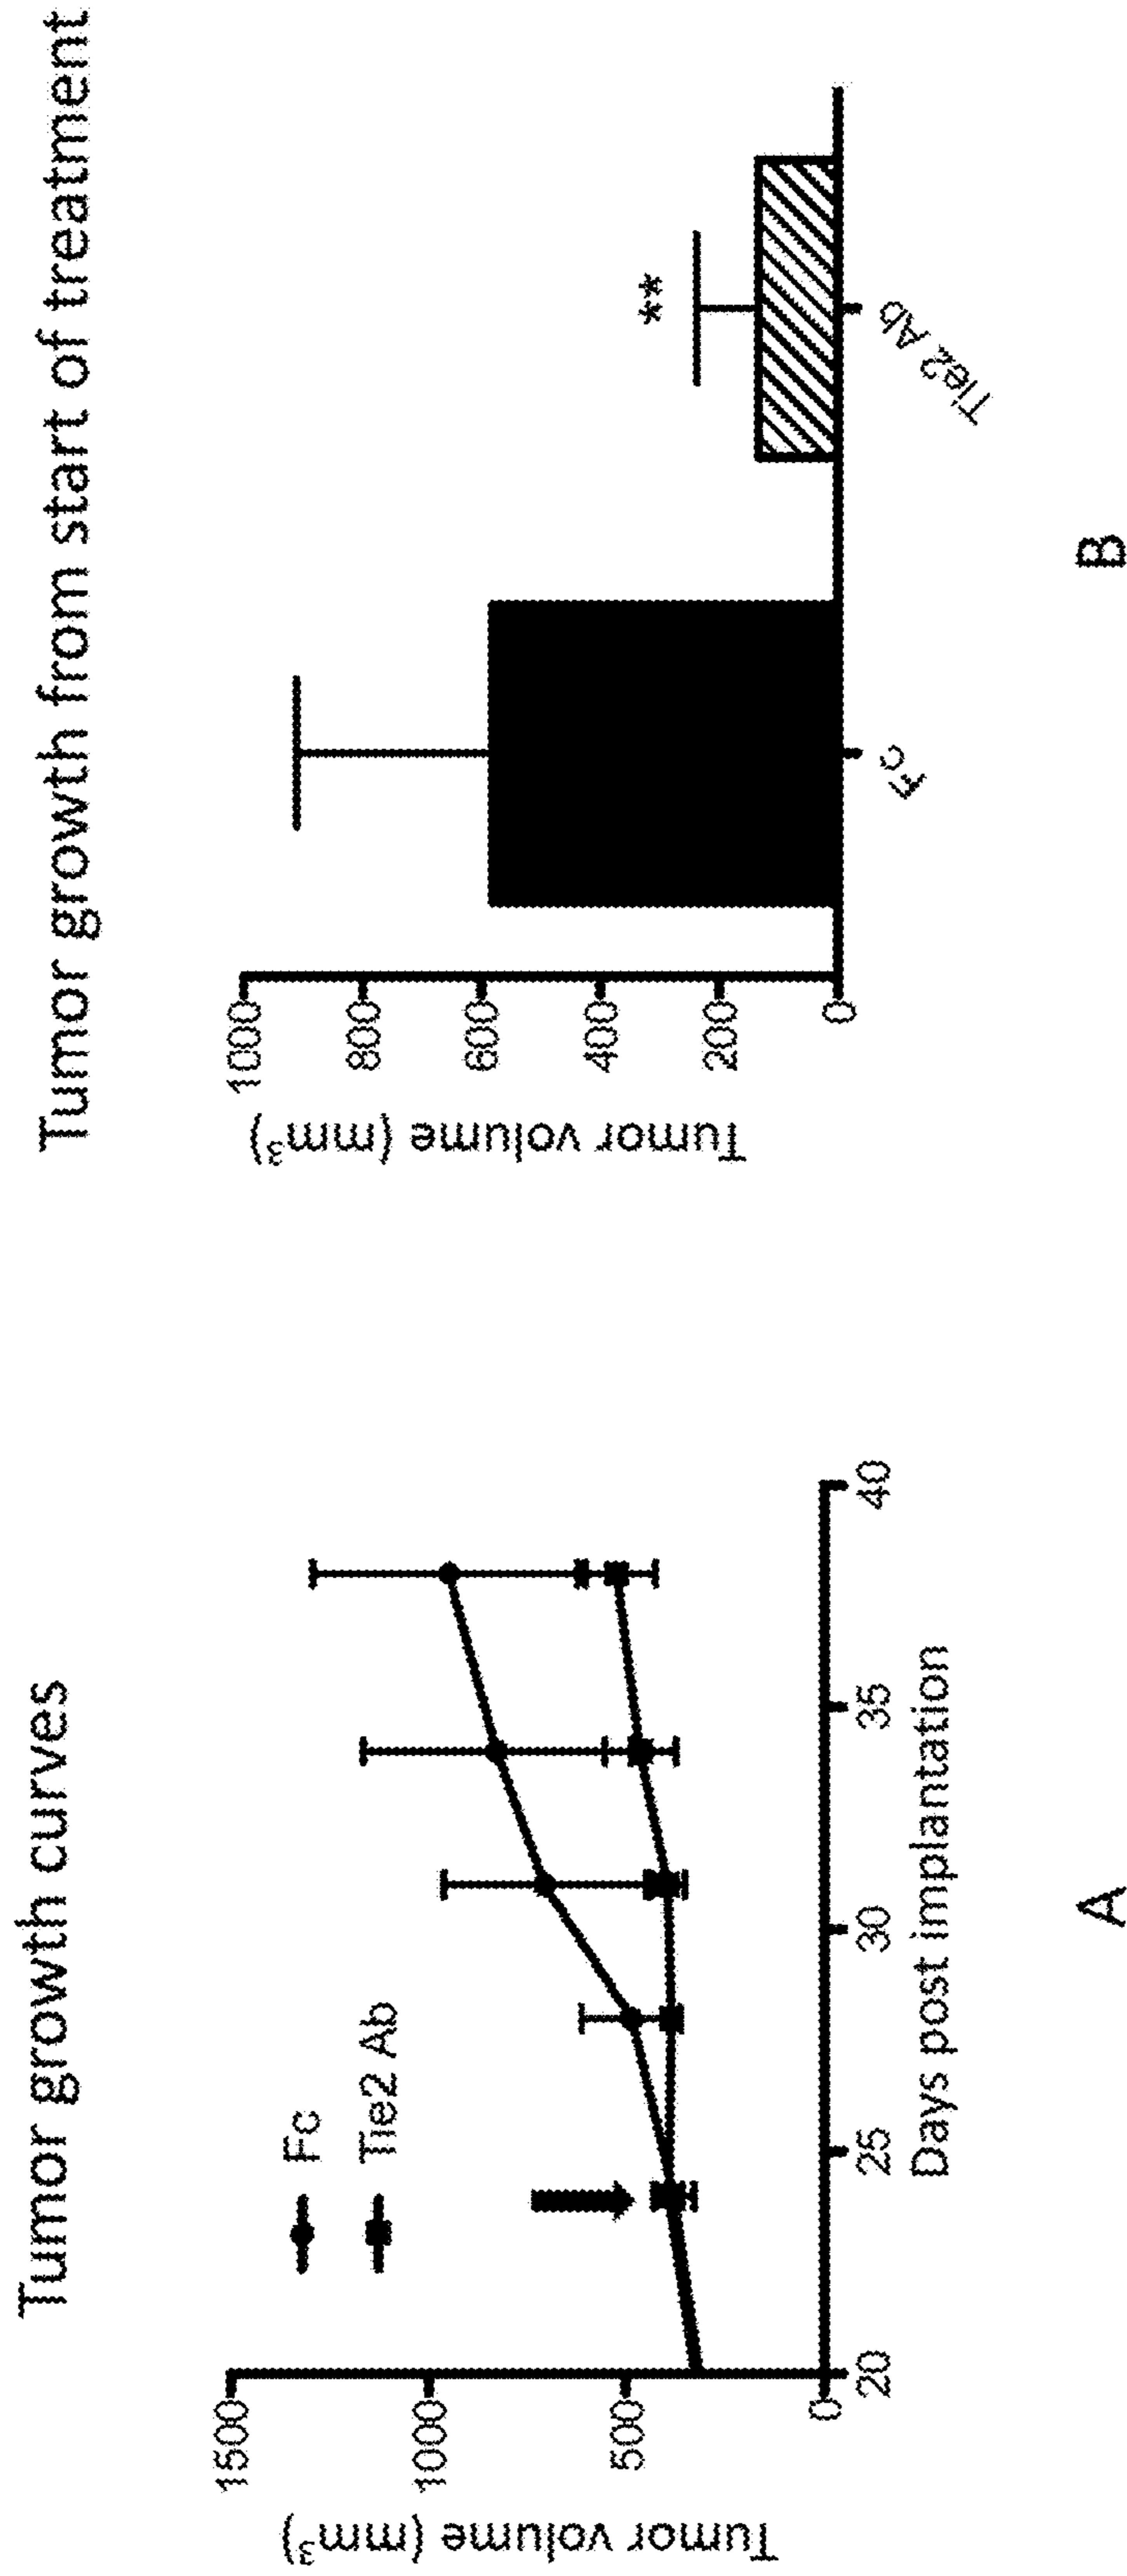 Tumor growth curves
Tumor volume (mm³)
1500
1000
500
0
Fc
Tie2 Ab
20
25
30
35
40
Days post implantation
A
Tumor growth from start of treatment
Tumor volume (mm³)
1000
800
600
400
200
0
**
Fc
Tie2 Ab
B